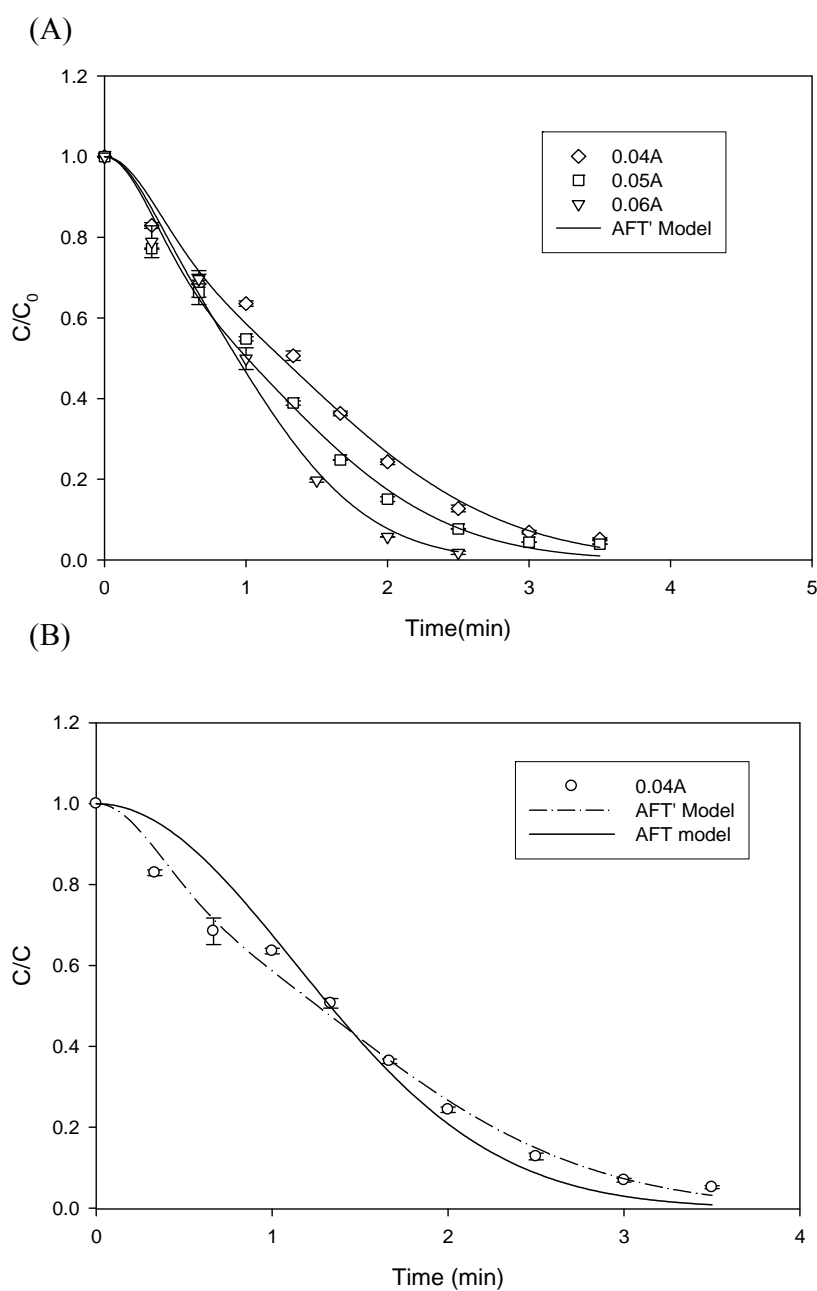 (A)
1.2
1.0
0.8
0.6
0.4
0.2
0.0
C/C0
0.04A
0.05A
0.06A
AFT' Model
0 1 2 3 4 5
Time(min)
(B)
1.2
1.0
0.8
0.6
0.4
0.2
0.0
C/C
0.04A
AFT' Model
AFT model
0 1 2 3 4
Time (min)